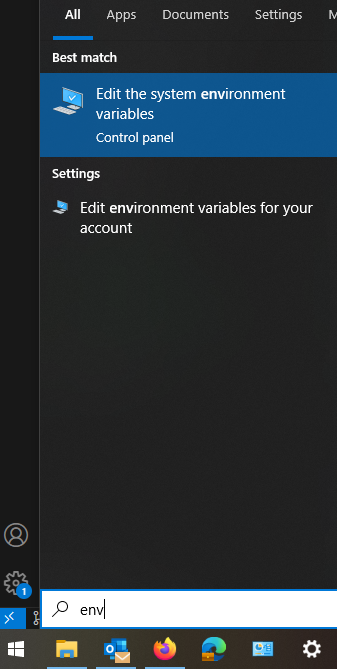 All Apps Documents Settings M
Best match
Edit the system environment
variables
Control panel
Settings
Edit environment variables for your
account
1
env